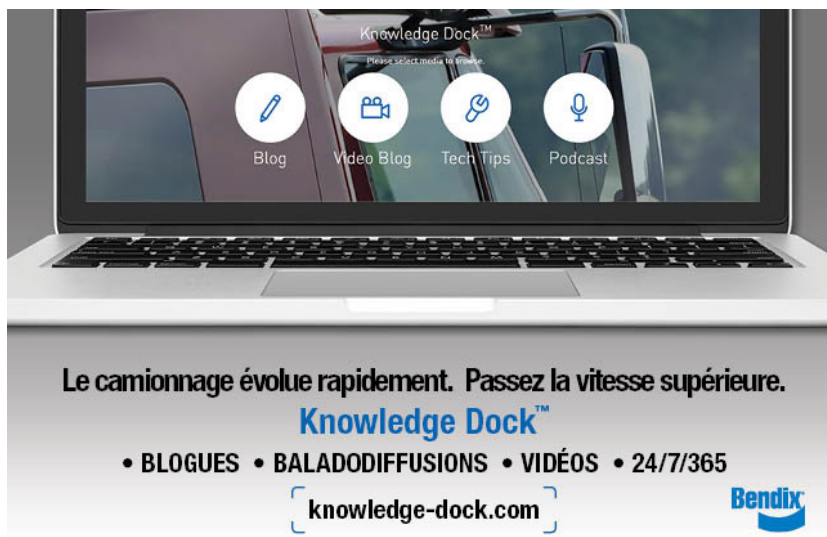 Knowledge Dock™
Please select media to browse.
Blog
Video Blog
Tech Tips
Podcast
Le camionnage évolue rapidement. Passez la vitesse supérieure.
Knowledge Dock™
• BLOGUES • BALADODIFFUSIONS • VIDÉOS • 24/7/365
knowledge-dock.com
Bendix